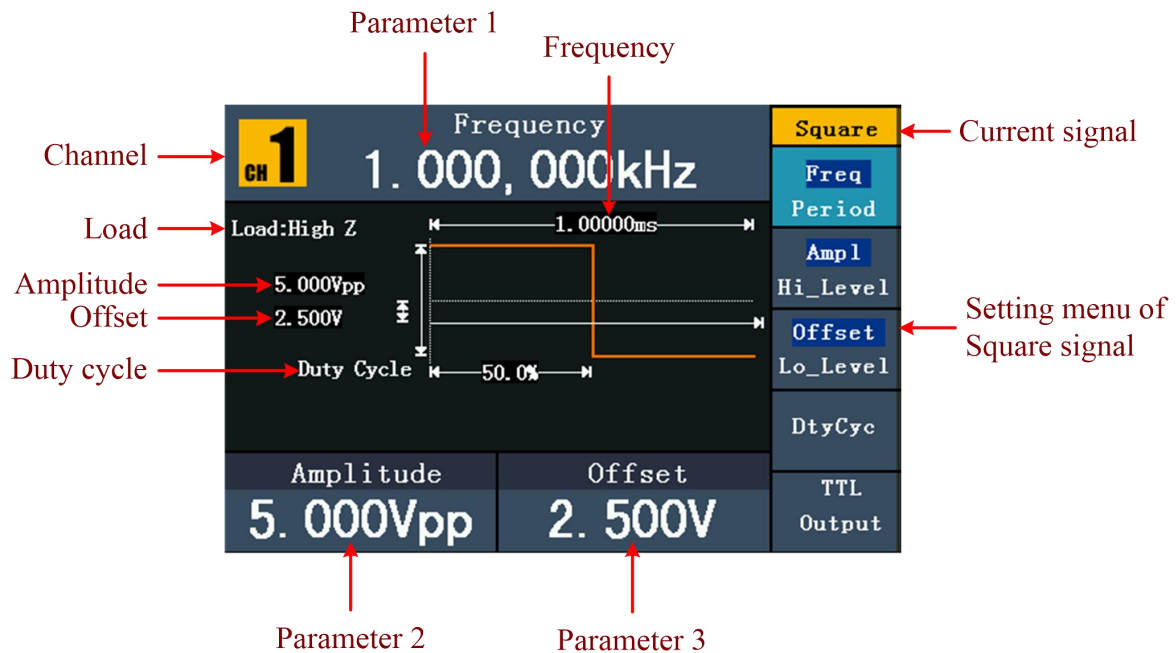 Parameter 1
Frequency
Channel
CH 1
Frequency
1.000,000kHz
Square
Current signal
Freq
Period
Load
Load:High Z
1.00000ms
Ampl
Hi_Level
Amplitude
5.000Vpp
Offset
2.500V
Offset
Lo_Level
Setting menu of
Square signal
Duty cycle
Duty Cycle
50.0%
DtyCyc
Amplitude
5.000Vpp
Offset
2.500V
TTL
Output
Parameter 2
Parameter 3